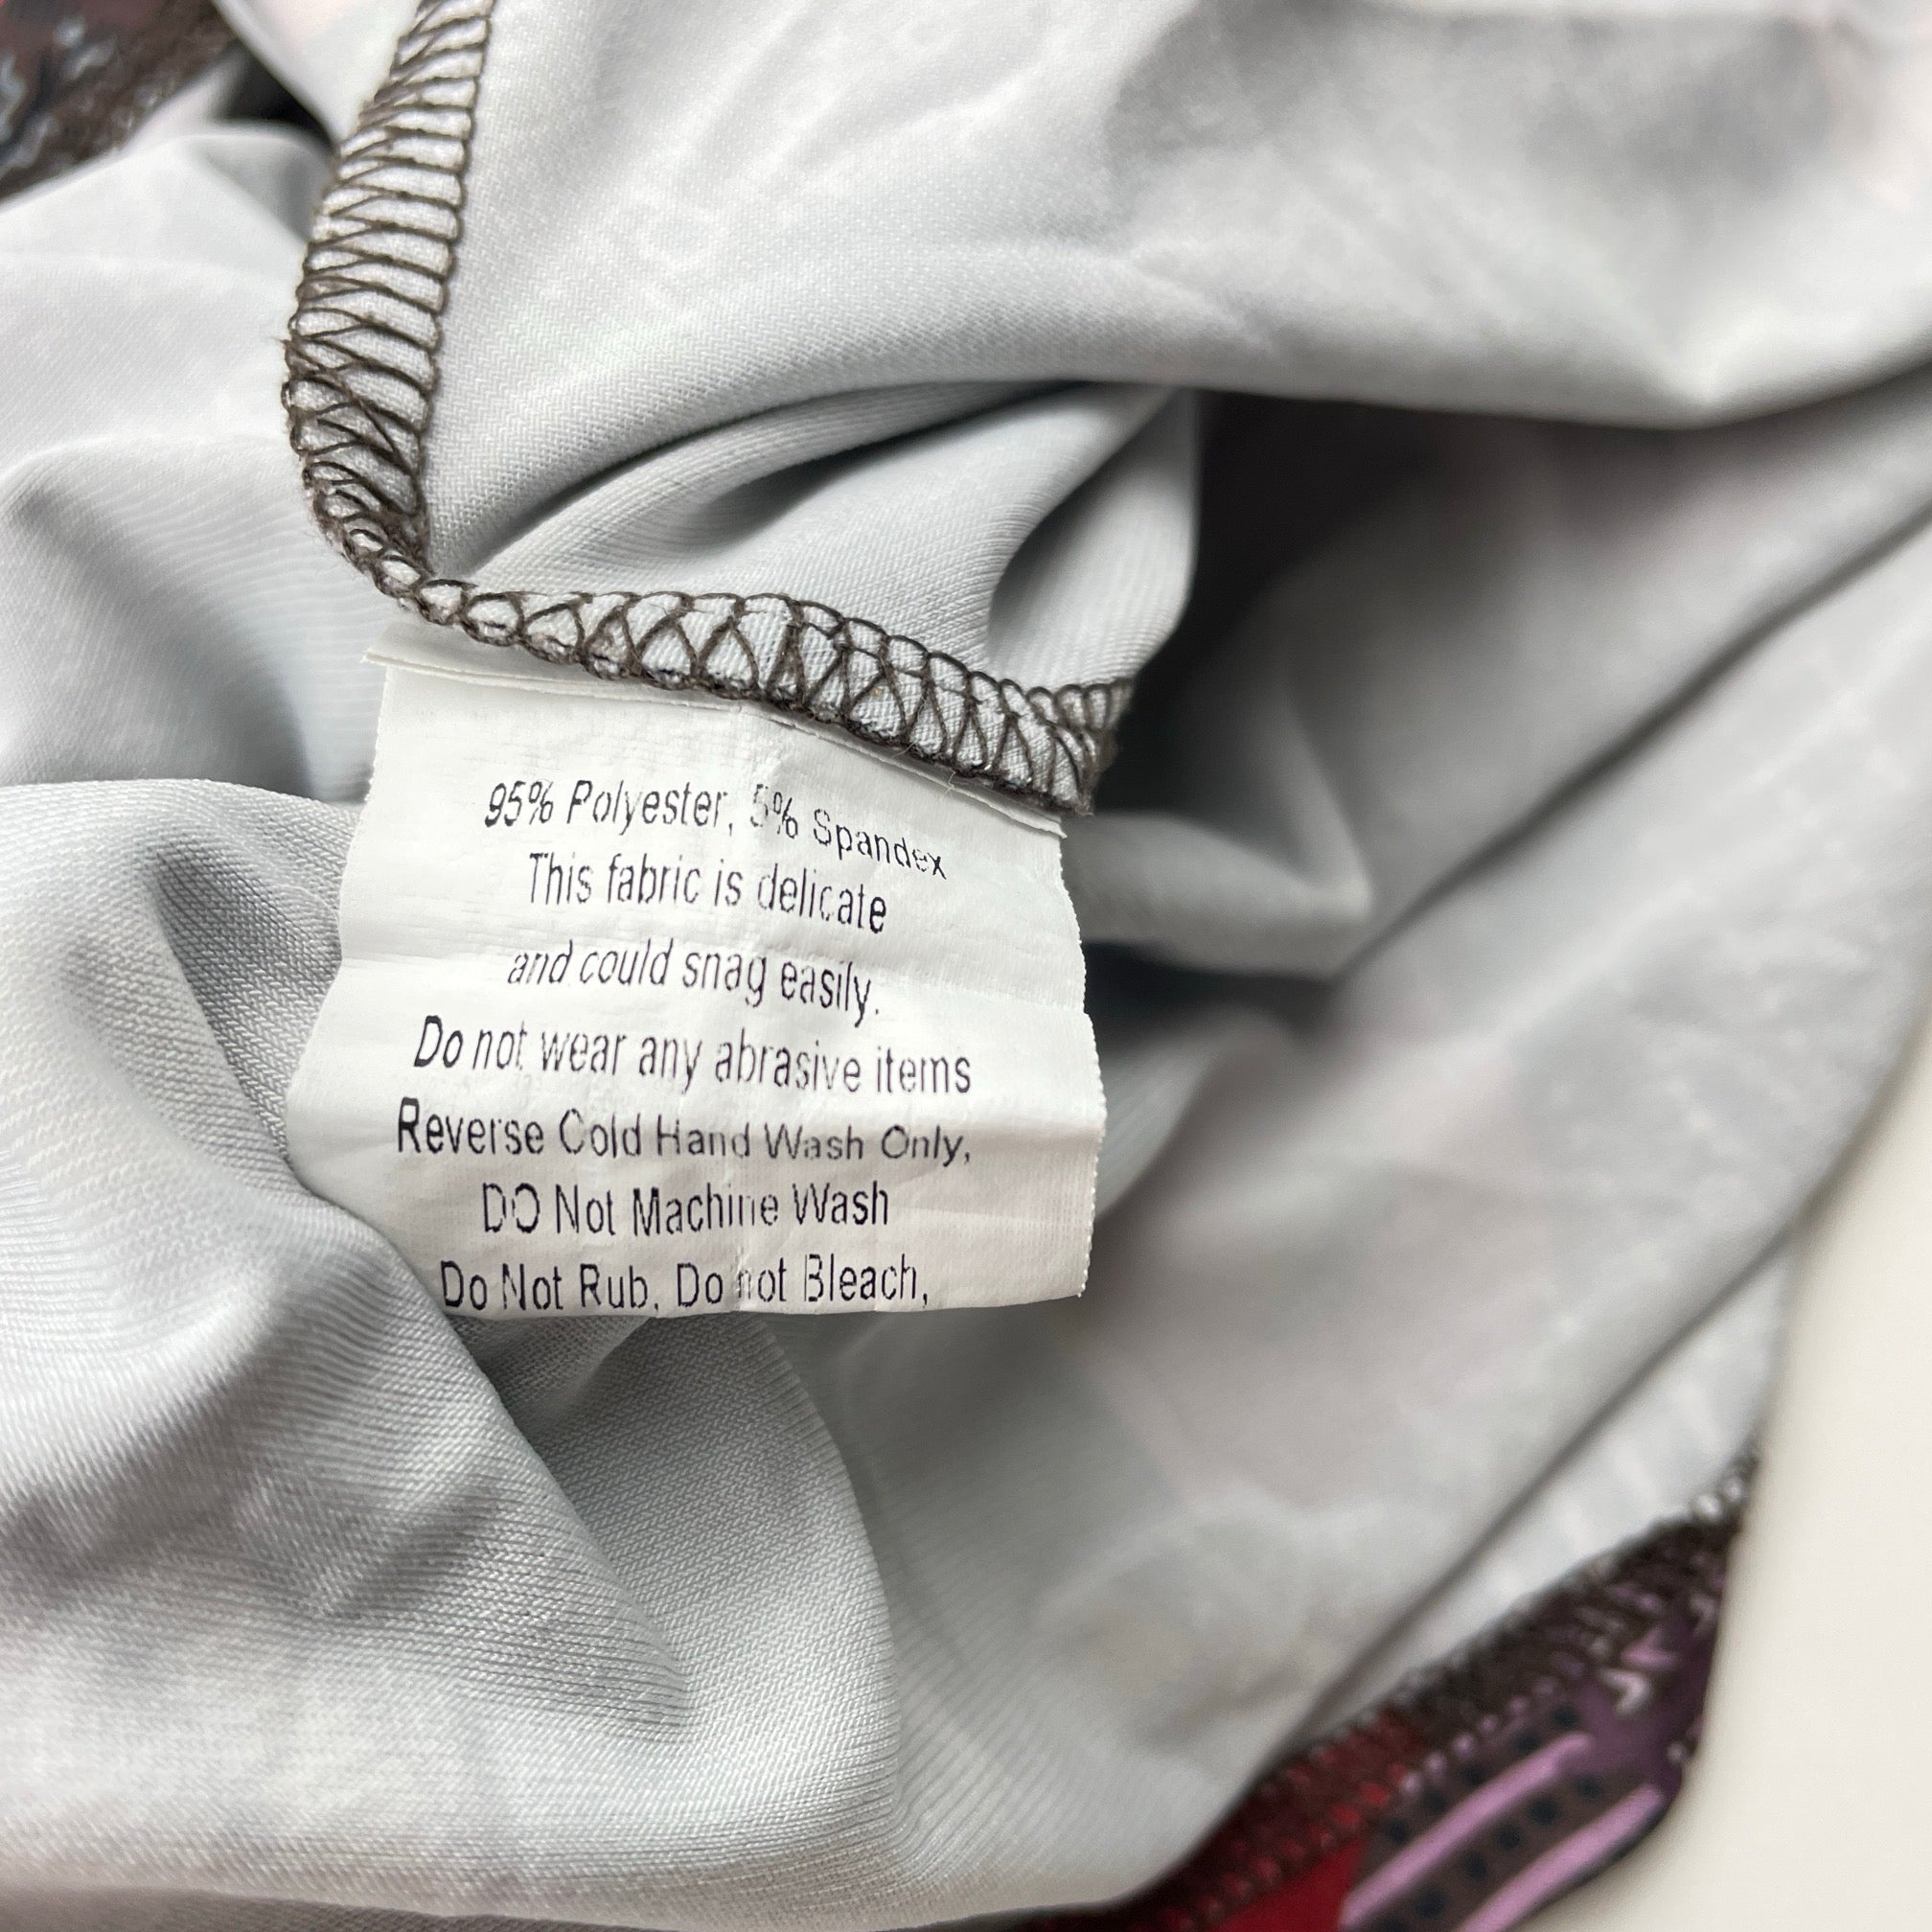 95% Polyester, 5% Spandex
This fabric is delicate
and could snag easily.
Do not wear any abrasive items
Reverse Cold Hand Wash Only,
DO Not Machine Wash
Do Not Rub, Do not Bleach,